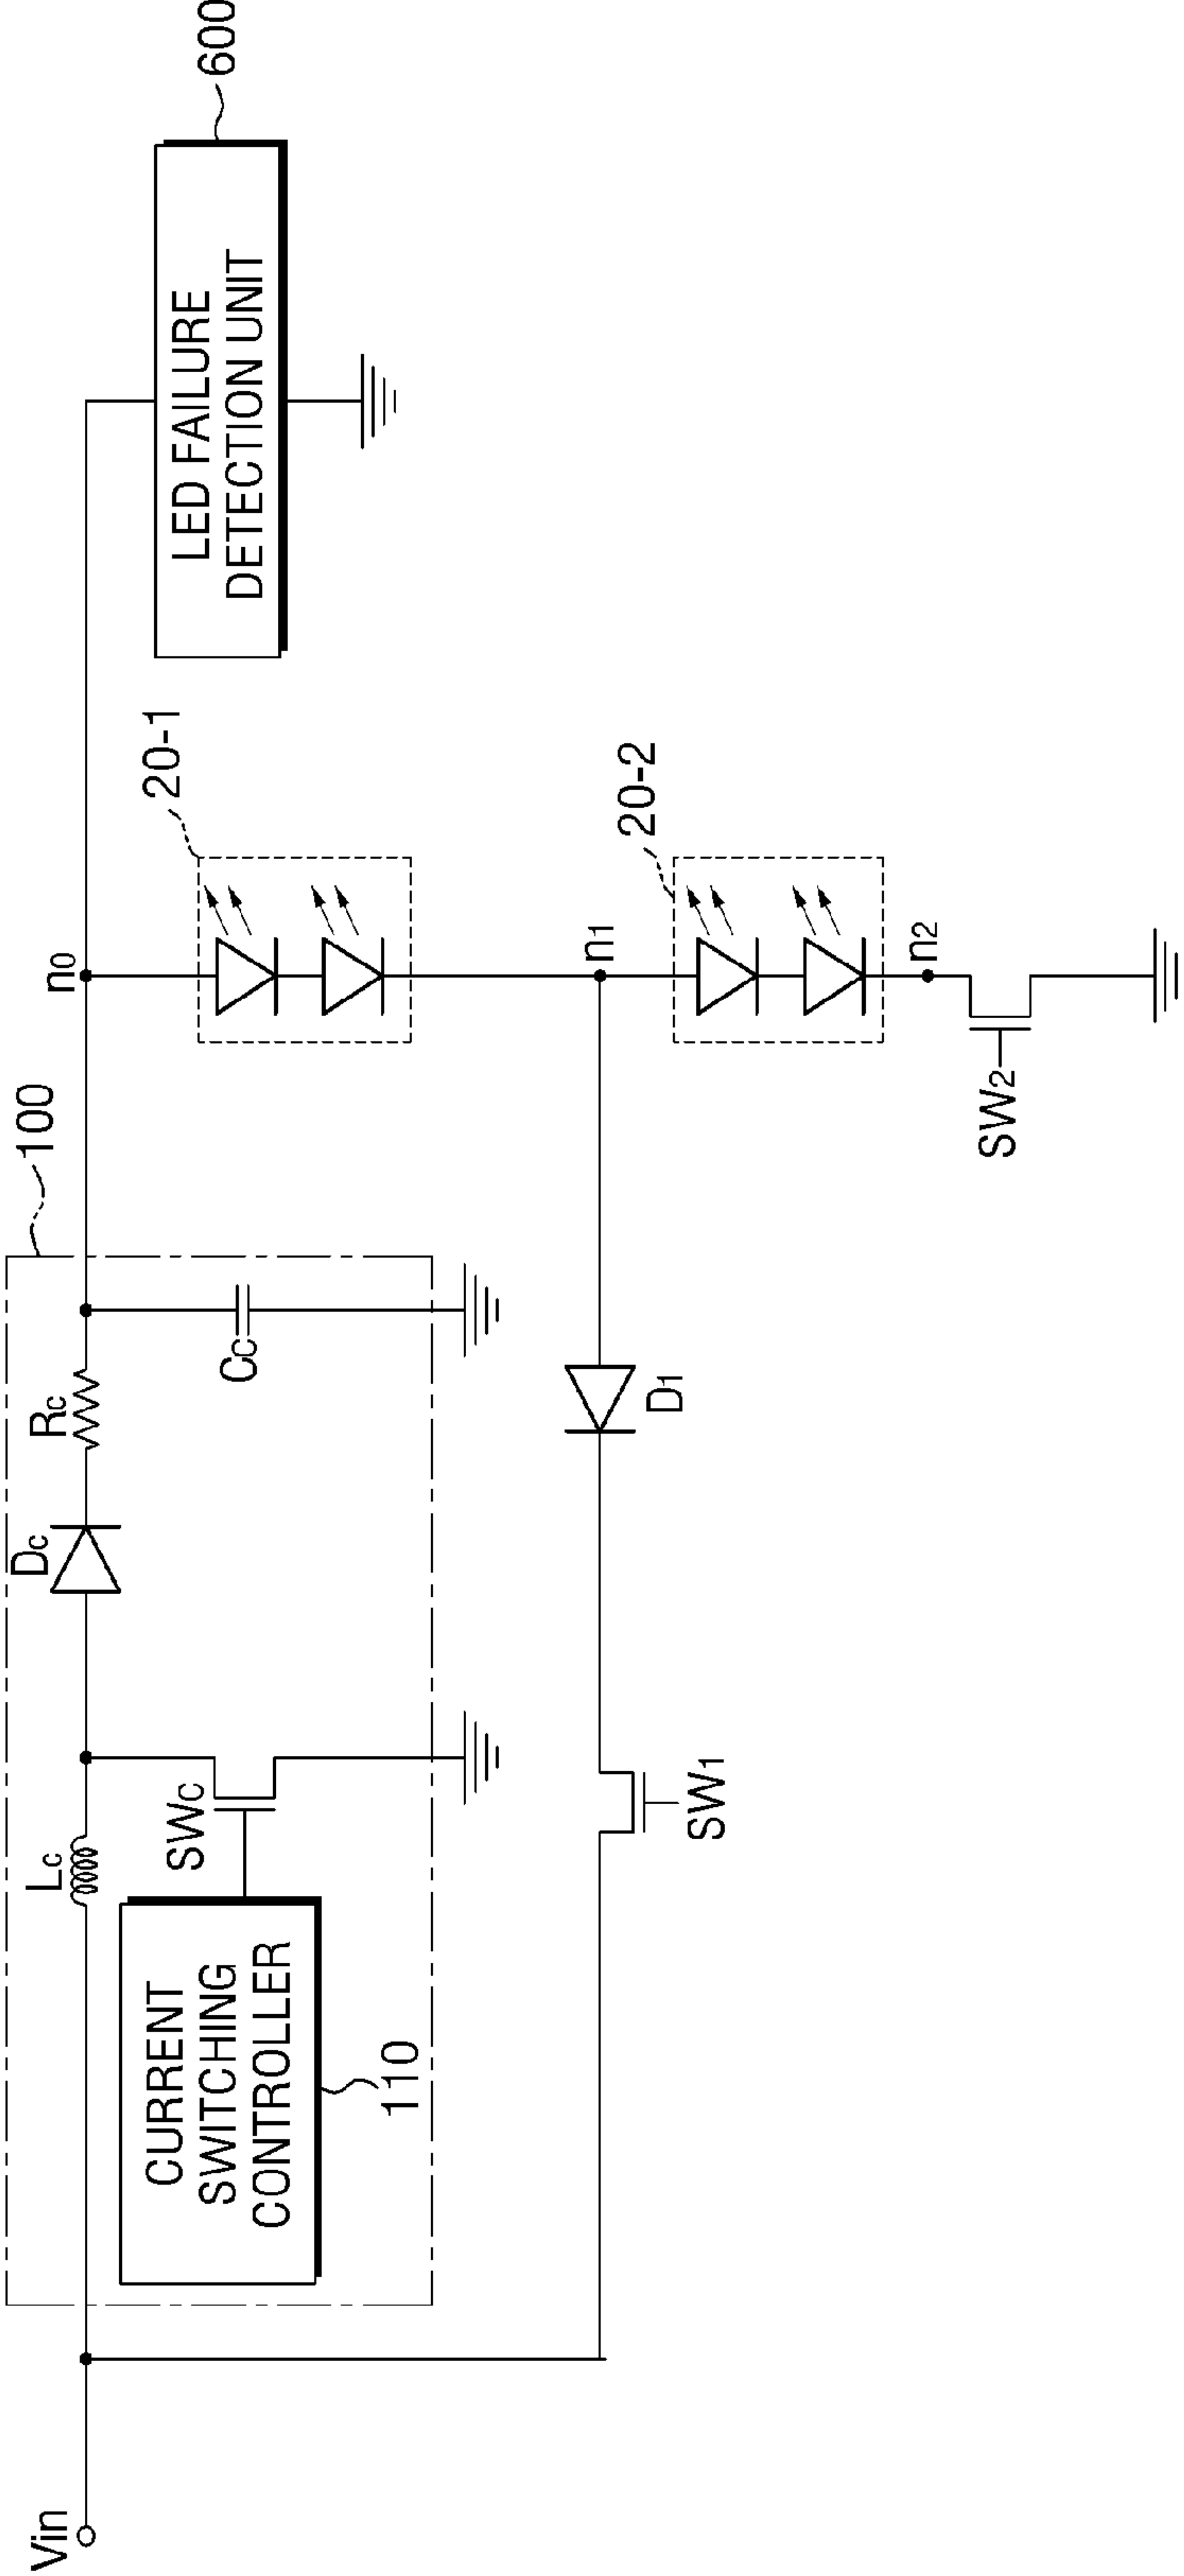 Vin
Lc
Dc
Rc
100
n0
600
SWC
CC
CURRENT
SWITCHING
CONTROLLER
110
20-1
LED FAILURE
DETECTION UNIT
SW1
D1
n1
20-2
n2
SW2